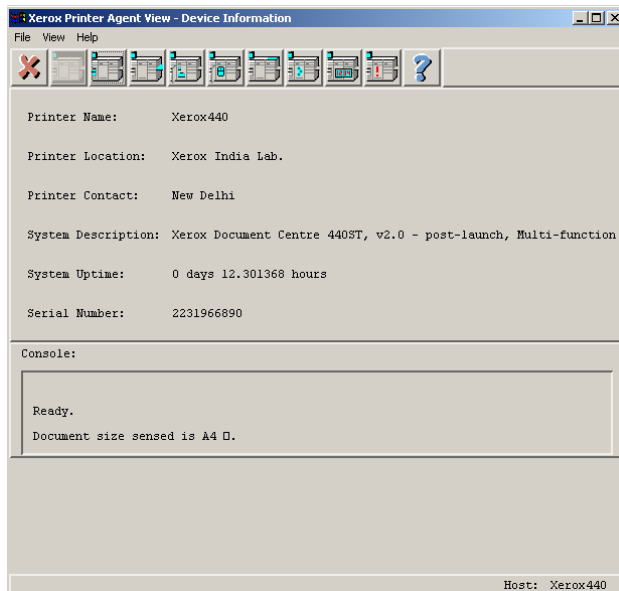 Xerox Printer Agent View - Device Information
File View Help
Printer Name: Xerox440
Printer Location: Xerox India Lab.
Printer Contact: New Delhi
System Description: Xerox Document Centre 440ST, v2.0 - post-launch, Multi-function
System Uptime: 0 days 12.301368 hours
Serial Number: 2231966890
Console:
Ready.
Document size sensed is A4 □.
Host: Xerox440